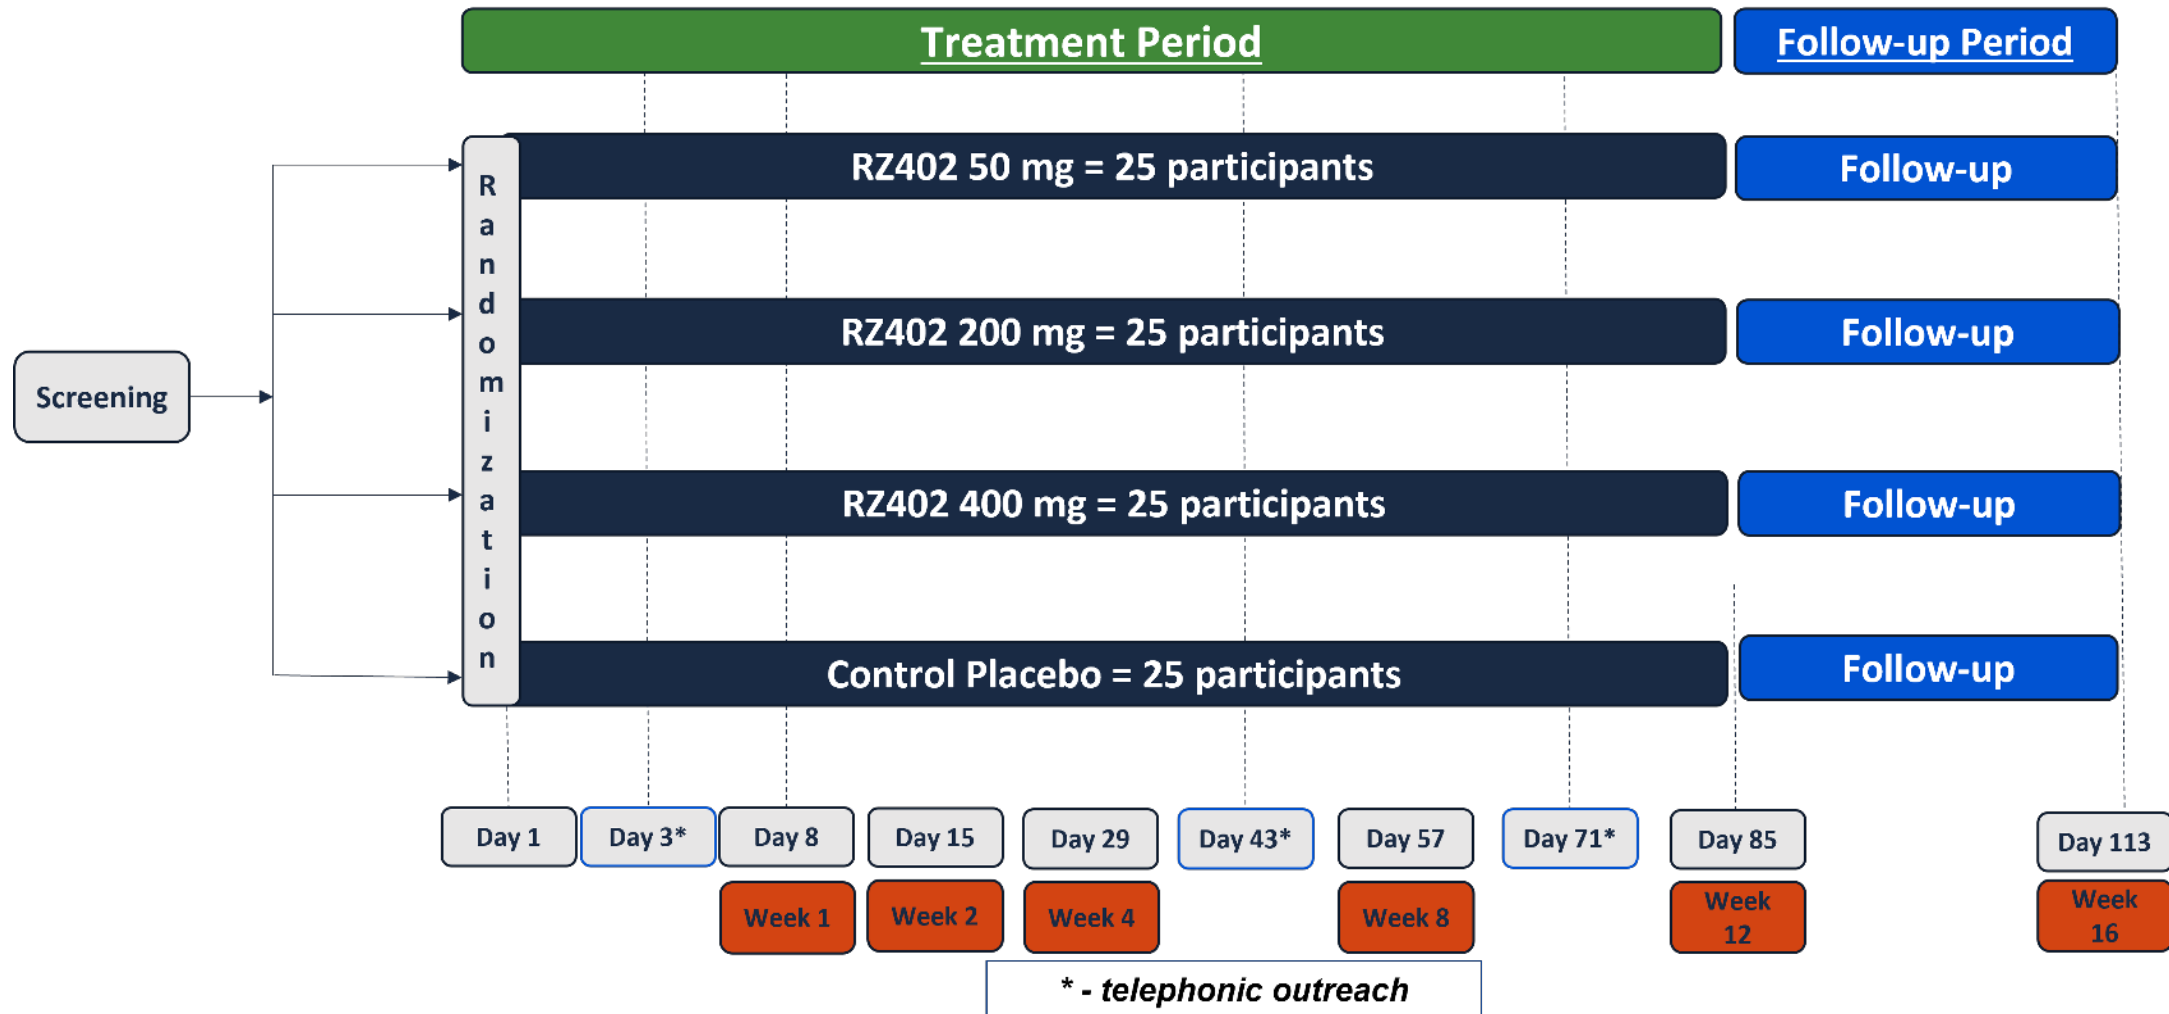 Treatment Period
Follow-up Period
RZ402 50 mg = 25 participants
Follow-up
Randomization
RZ402 200 mg = 25 participants
Follow-up
Screening
RZ402 400 mg = 25 participants
Follow-up
Control Placebo = 25 participants
Follow-up
Day 1
Day 3*
Day 8
Day 15
Day 29
Day 43*
Day 57
Day 71*
Day 85
Day 113
Week 1
Week 2
Week 4
Week 8
Week
12
Week
16
* - telephonic outreach